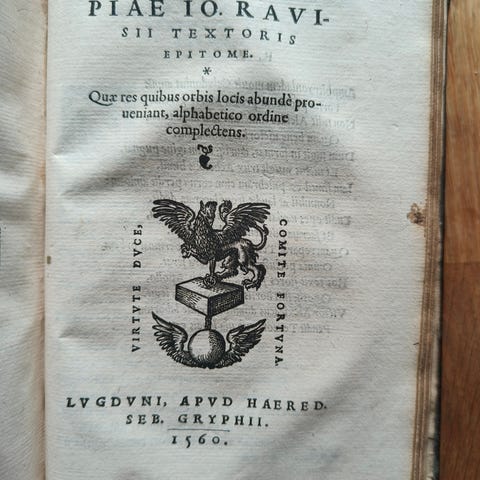 PIAE IO. RAVI-
SII TEXTORIS
EPITOME.
*
Quæ res quibus orbis locis abundè pro-
ueniant, alphabetico ordine
complectens.
VIRTVTE DVCE,
COMITE FORTVNA.
LVGDVNI, APVD HAERED.
SEB. GRYPHII.
1560.